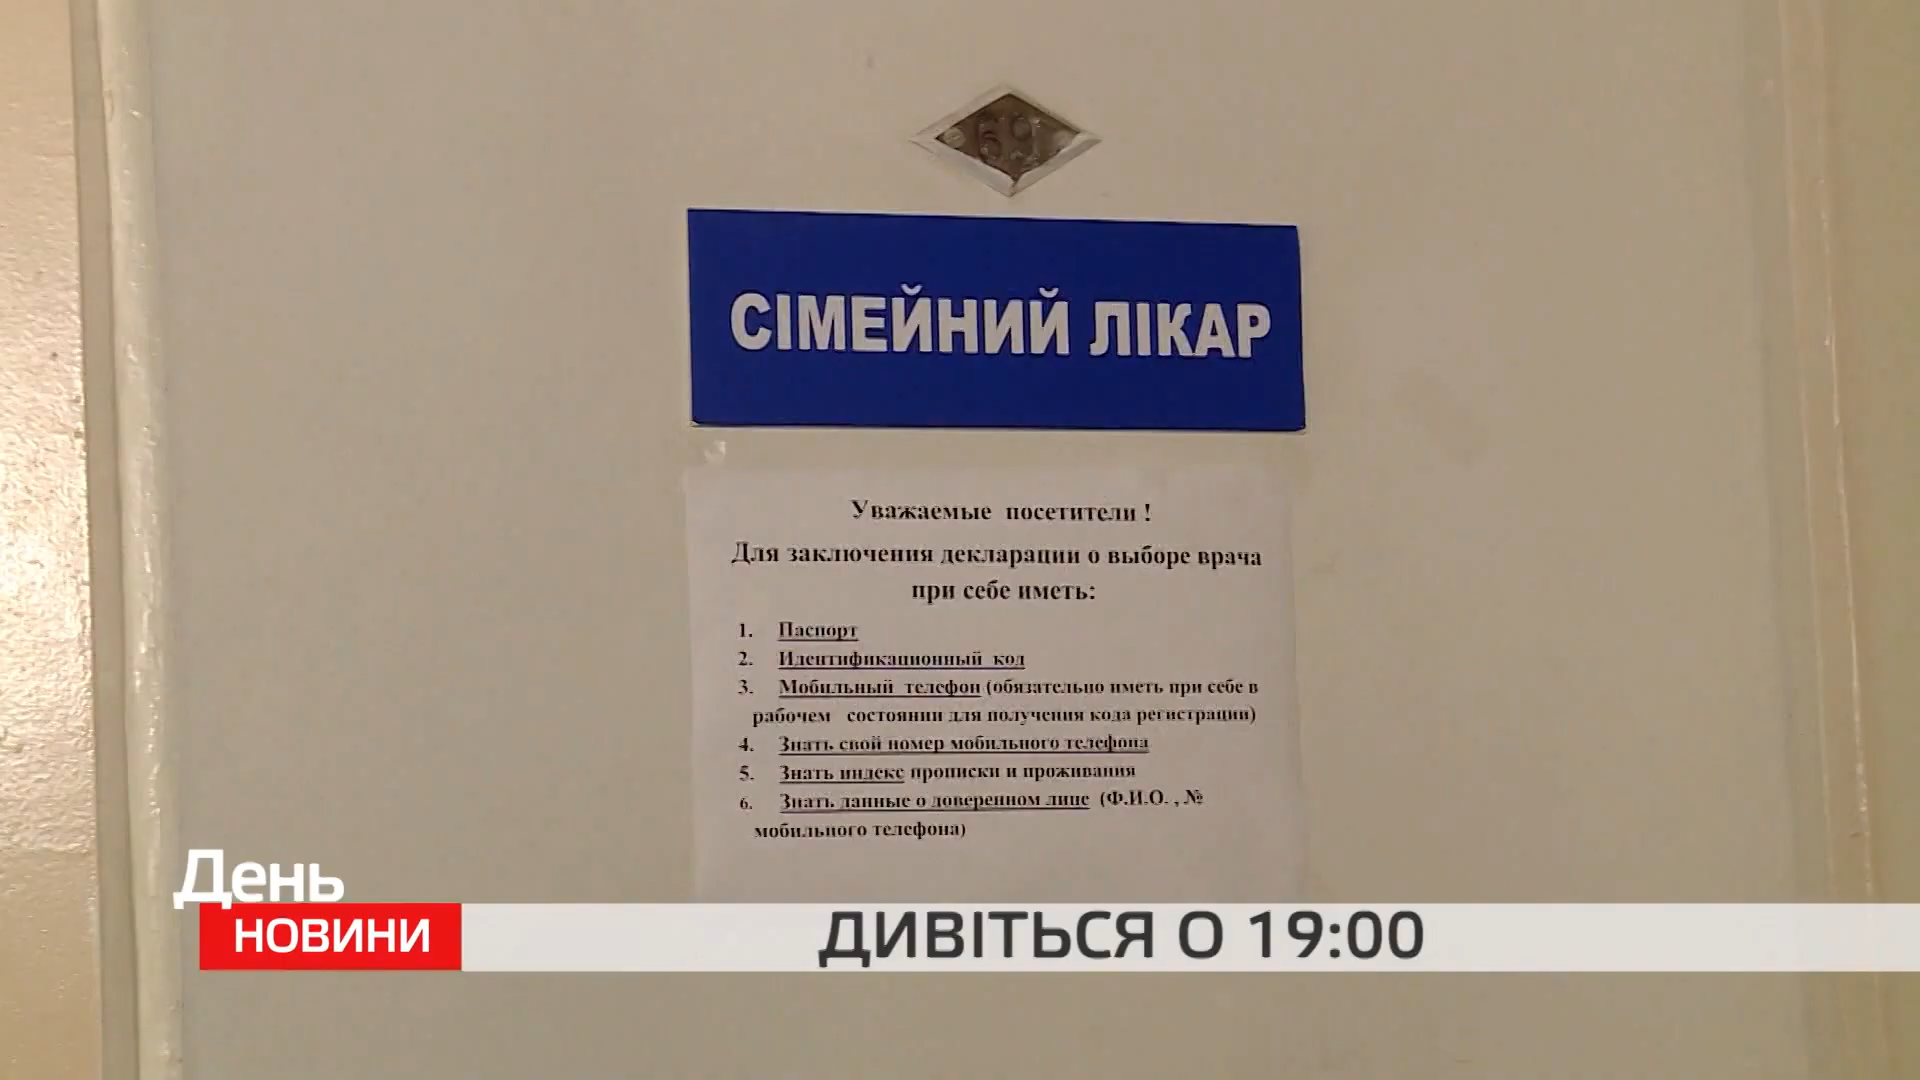 69
СІМЕЙНИЙ ЛІКАР
Уважаемые посетители !
Для заключения декларации о выборе врача
при себе иметь:
1. Паспорт
2. Идентификационный код
3. Мобильный телефон (обязательно иметь при себе в
рабочем состоянии для получения кода регистрации)
4. Знать свой номер мобильного телефона
5. Знать индекс прописки и проживания
6. Знать данные о доверенном лице (Ф.И.О. , №
мобильного телефона)
День
НОВИНИ
ДИВІТЬСЯ О 19:00